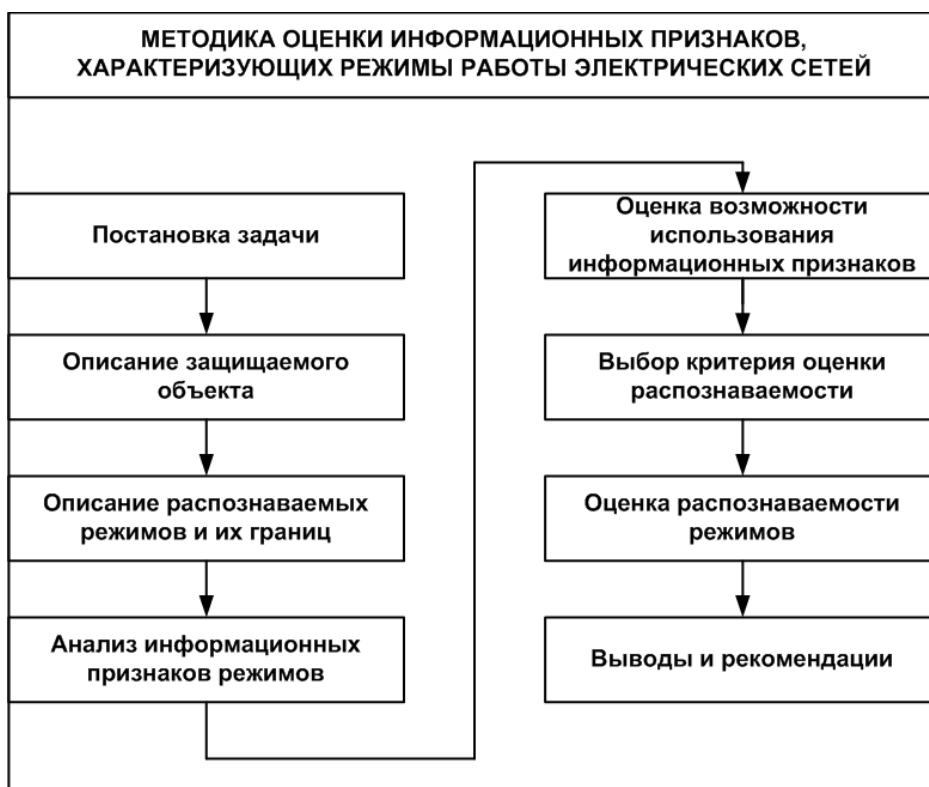 МЕТОДИКА ОЦЕНКИ ИНФОРМАЦИОННЫХ ПРИЗНАКОВ,
ХАРАКТЕРИЗУЮЩИХ РЕЖИМЫ РАБОТЫ ЭЛЕКТРИЧЕСКИХ СЕТЕЙ
Постановка задачи
Описание защищаемого
объекта
Описание распознаваемых
режимов и их границ
Анализ информационных
признаков режимов
Оценка возможности
использования
информационных признаков
Выбор критерия оценки
распознаваемости
Оценка распознаваемости
режимов
Выводы и рекомендации